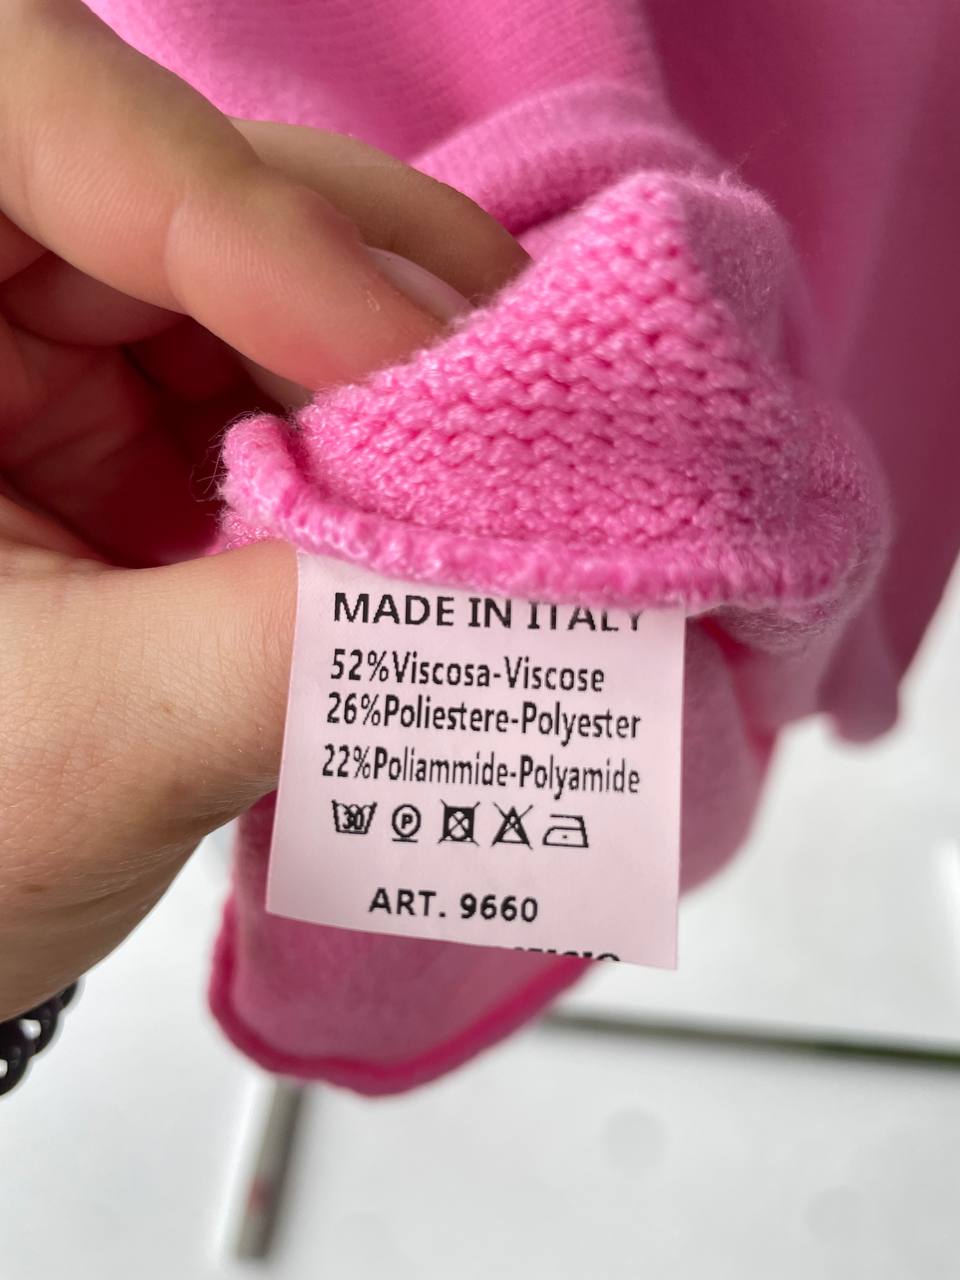 MADE IN ITALY
52%Viscosa-Viscose
26%Poliestere-Polyester
22%Poliammide-Polyamide
30 P
ART. 9660